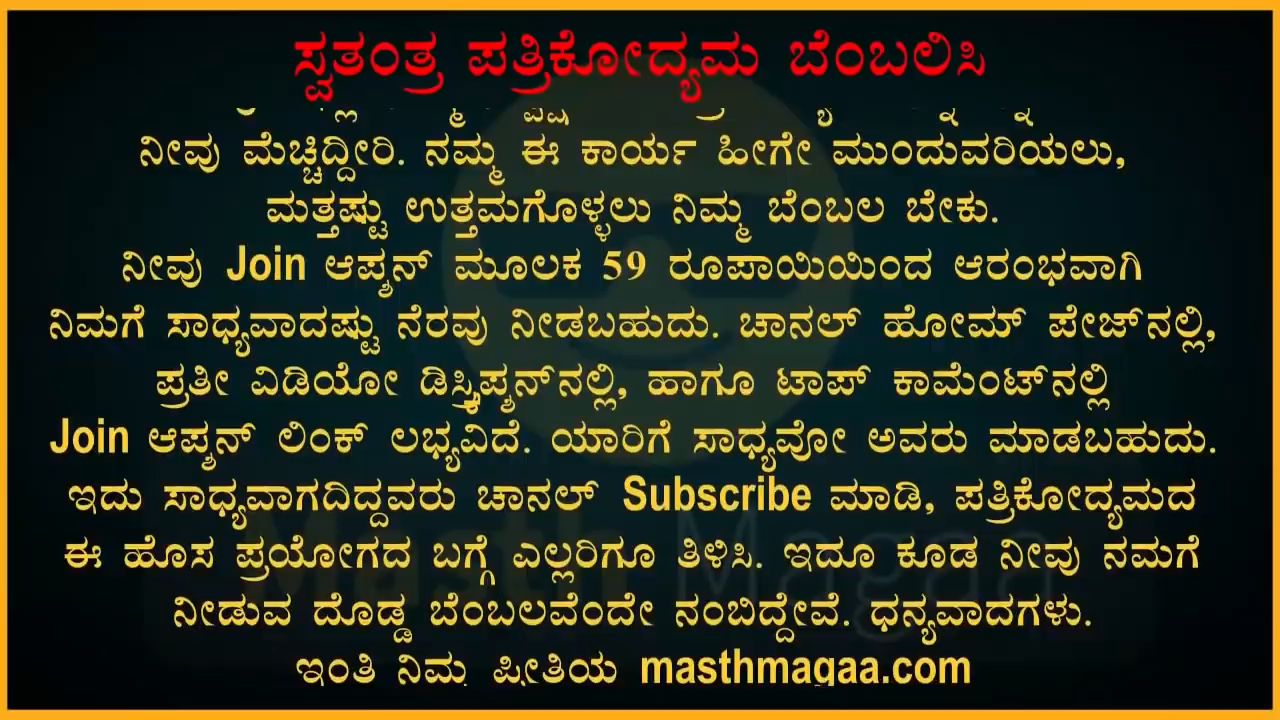 ಸ್ವತಂತ್ರ ಪತ್ರಿಕೋದ್ಯಮ ಬೆಂಬಲಿಸಿ
ನೀವು ಮೆಚ್ಚಿದ್ದೀರಿ. ನಮ್ಮ ಈ ಕಾರ್ಯ ಹೀಗೇ ಮುಂದುವರಿಯಲು,
ಮತ್ತಷ್ಟು ಉತ್ತಮಗೊಳ್ಳಲು ನಿಮ್ಮ ಬೆಂಬಲ ಬೇಕು.
ನೀವು Join ಆಪ್ಶನ್ ಮೂಲಕ 59 ರೂಪಾಯಿಯಿಂದ ಆರಂಭವಾಗಿ
ನಿಮಗೆ ಸಾಧ್ಯವಾದಷ್ಟು ನೆರವು ನೀಡಬಹುದು. ಚಾನಲ್ ಹೋಮ್ ಪೇಜ್‌ನಲ್ಲಿ,
ಪ್ರತೀ ವಿಡಿಯೋ ಡಿಸ್ಕ್ರಿಪ್ಶನ್‌ನಲ್ಲಿ, ಹಾಗೂ ಟಾಪ್ ಕಾಮೆಂಟ್‌ನಲ್ಲಿ
Join ಆಪ್ಶನ್ ಲಿಂಕ್ ಲಭ್ಯವಿದೆ. ಯಾರಿಗೆ ಸಾಧ್ಯವೋ ಅವರು ಮಾಡಬಹುದು.
ಇದು ಸಾಧ್ಯವಾಗದಿದ್ದವರು ಚಾನಲ್ Subscribe ಮಾಡಿ, ಪತ್ರಿಕೋದ್ಯಮದ
ಈ ಹೊಸ ಪ್ರಯೋಗದ ಬಗ್ಗೆ ಎಲ್ಲರಿಗೂ ತಿಳಿಸಿ. ಇದೂ ಕೂಡ ನೀವು ನಮಗೆ
ನೀಡುವ ದೊಡ್ಡ ಬೆಂಬಲವೆಂದೇ ನಂಬಿದ್ದೇವೆ. ಧನ್ಯವಾದಗಳು.
ಇಂತಿ ನಿಮ್ಮ ಪ್ರೀತಿಯ masthmagaa.com
Masth Magaa